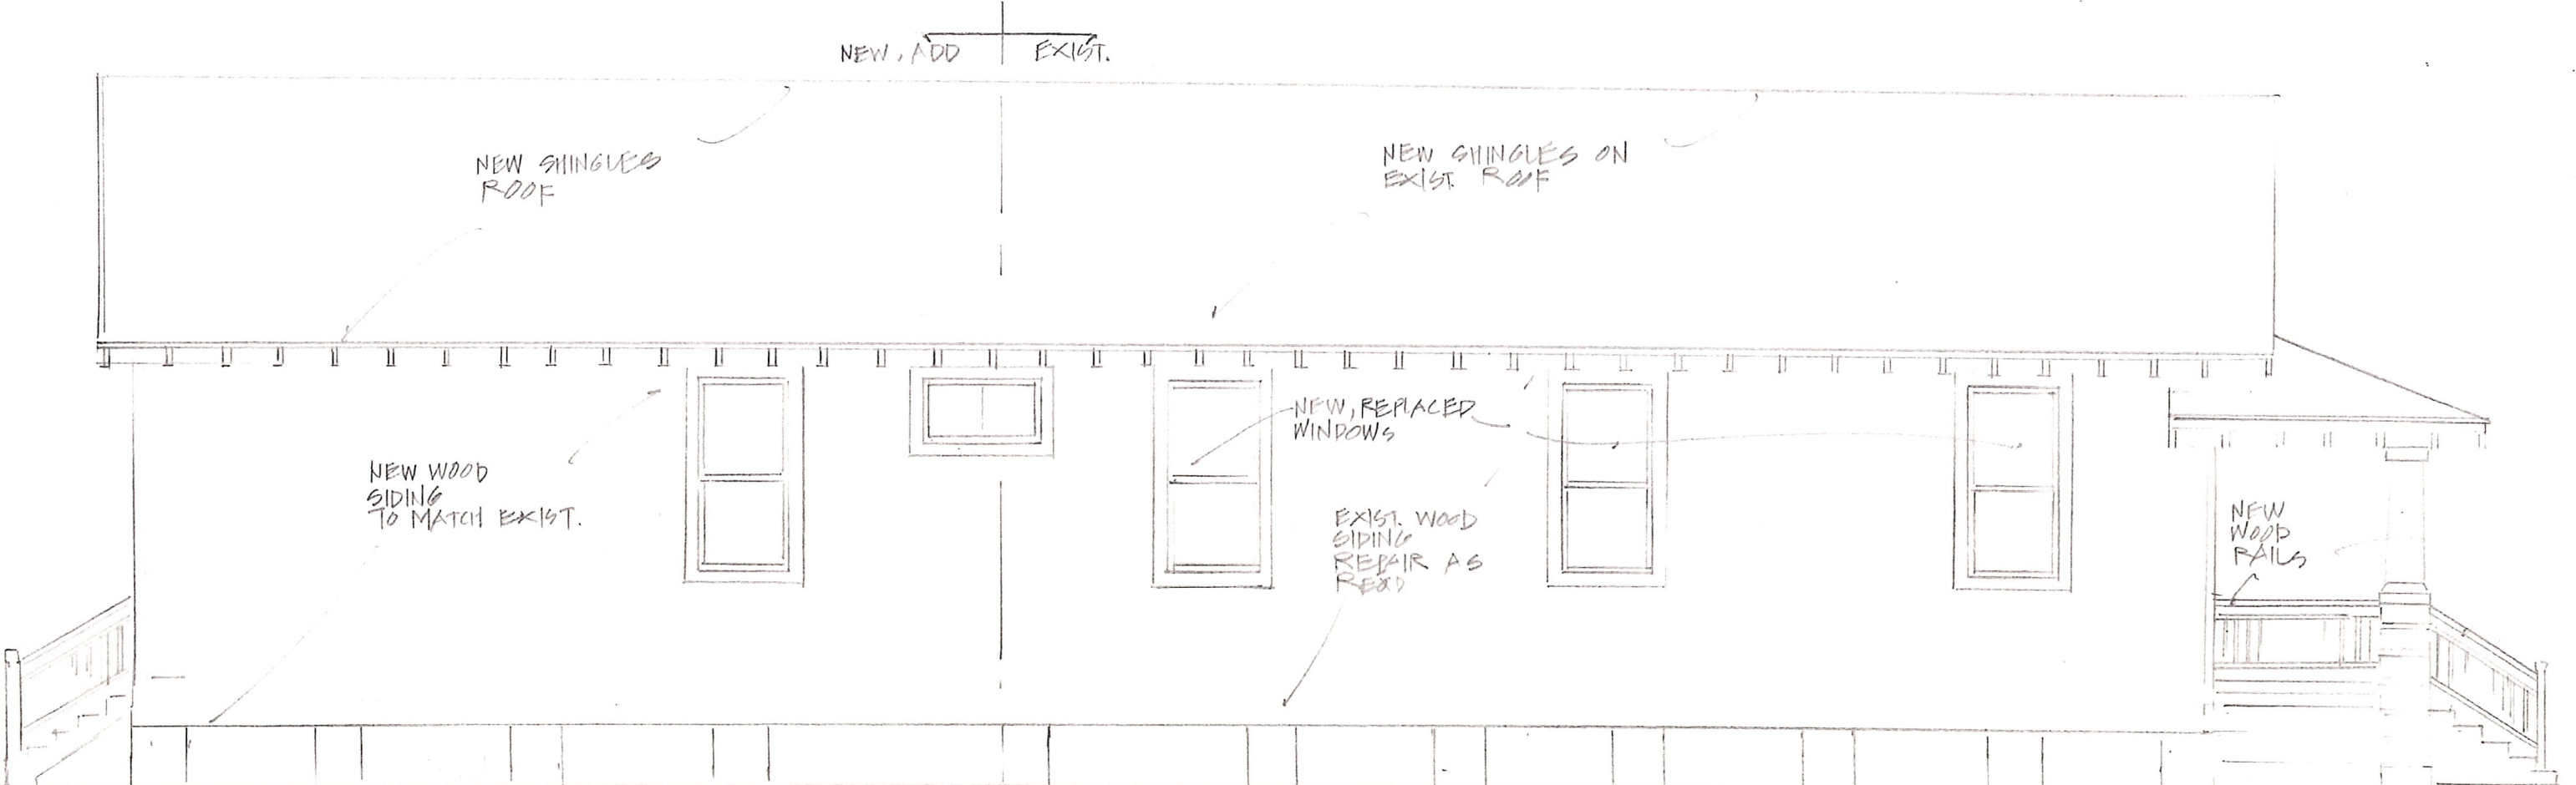 NEW, ADD
EXIST.
NEW SHINGLES
ROOF
NEW SHINGLES ON
EXIST. ROOF
NEW, REPLACED
WINDOWS
NEW WOOD
SIDING
TO MATCH EXIST.
EXIST. WOOD
SIDING
REPAIR AS
REQD
NEW
WOOD
RAILS